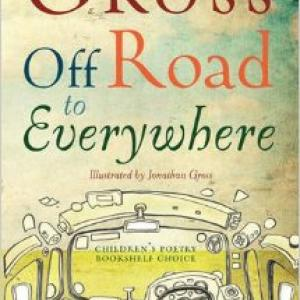 GROSS
Off Road
to
Everywhere
Illustrated by Jonathan Gross
CHILDREN'S POETRY
BOOKSHELF CHOICE